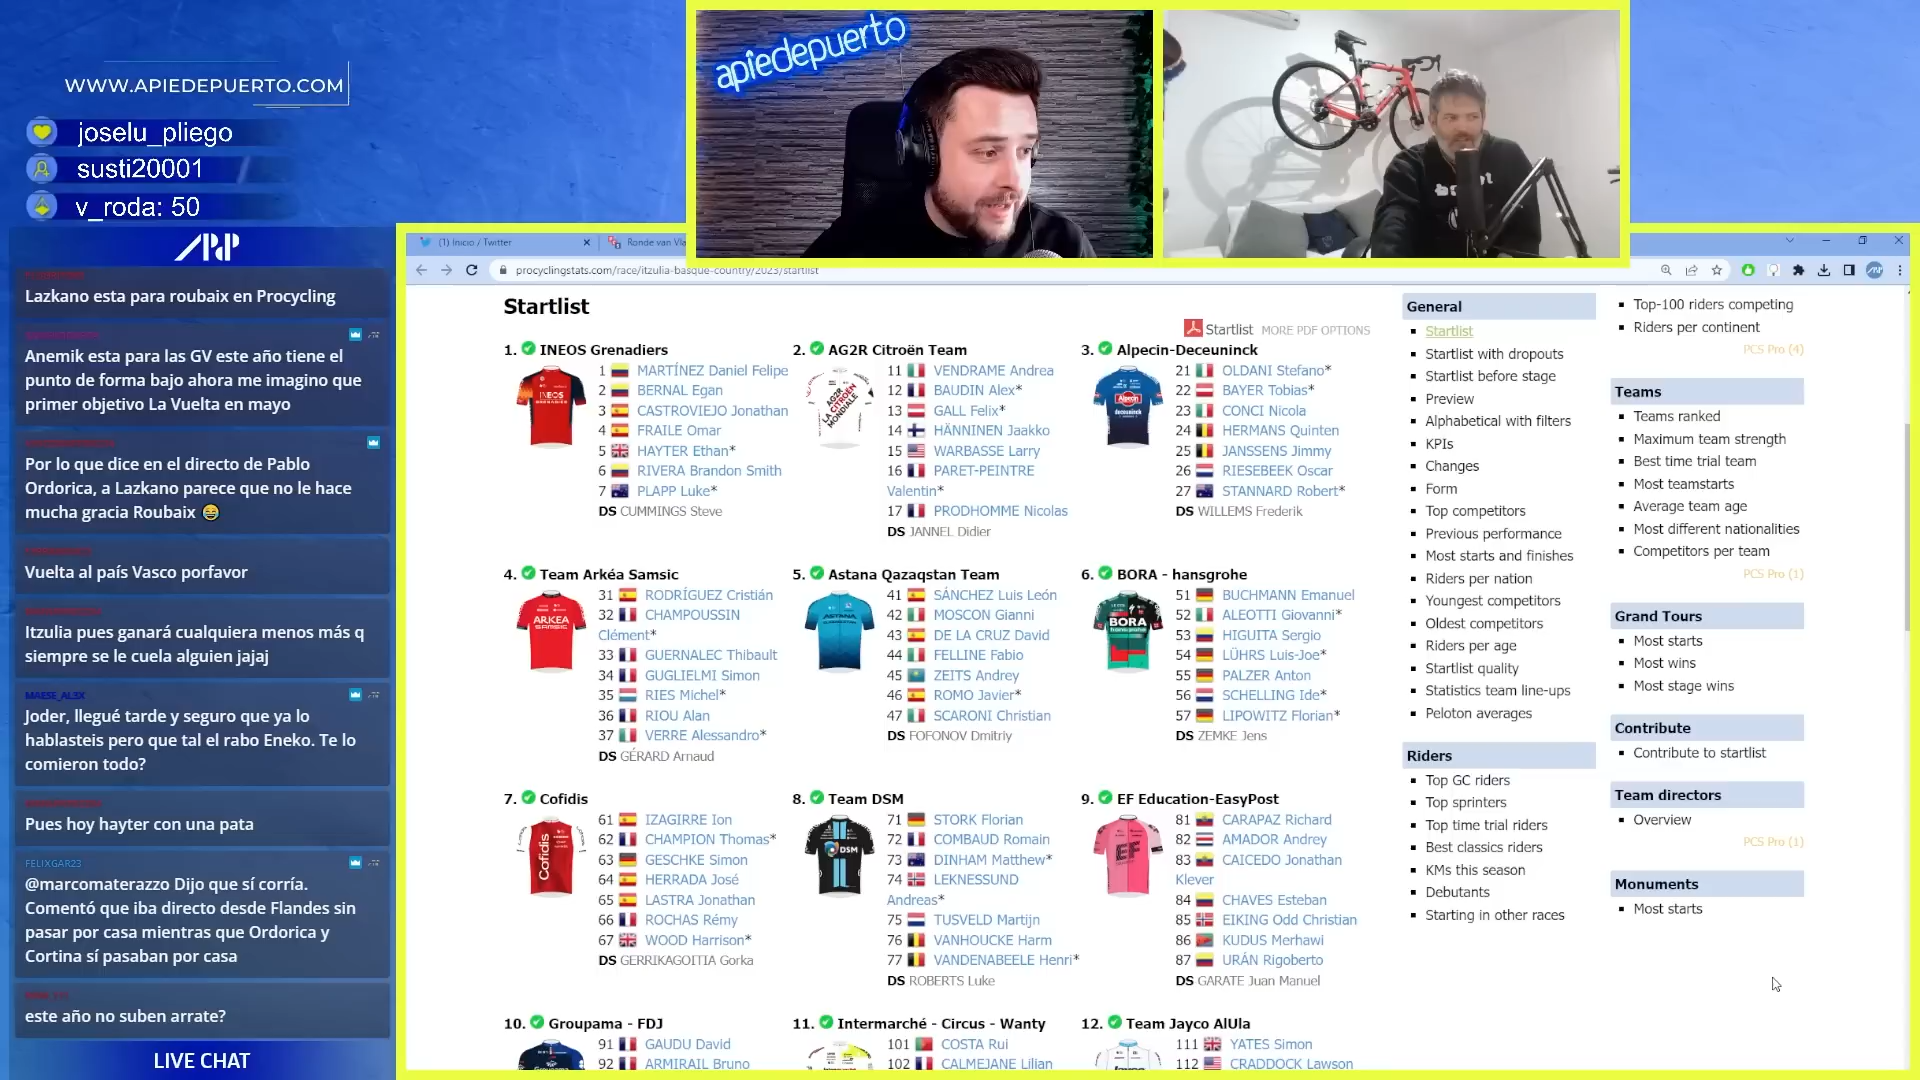 WWW.APIEDEPUERTO.COM
joselu_pliego
susti20001
v_roda: 50
Lazkano esta para roubaix en Procycling
Anemik esta para las GV este año tiene el
punto de forma bajo ahora me imagino que
primer objetivo La Vuelta en mayo
Por lo que dice en el directo de Pablo
Ordorica, a Lazkano parece que no le hace
mucha gracia Roubaix 😂
Vuelta al país Vasco porfavor
Itzulia pues ganará cualquiera menos más q
siempre se le cuela alguien jajaj
MAESE_AL3X
Joder, llegué tarde y seguro que ya lo
hablasteis pero que tal el rabo Eneko. Te lo
comieron todo?
Pues hoy hayter con una pata
FELIXGAR23
@marcomaterazzo Dijo que sí corría.
Comentó que iba directo desde Flandes sin
pasar por casa mientras que Ordorica y
Cortina sí pasaban por casa
este año no suben arrate?
LIVE CHAT
apiedepuerto
(1) Inicio / Twitter
Ronde van Vla
procyclingstats.com/race/itzulia-basque-country/2023/startlist
Startlist
Startlist MORE PDF OPTIONS
1. INEOS Grenadiers
1 MARTÍNEZ Daniel Felipe
2 BERNAL Egan
3 CASTROVIEJO Jonathan
4 FRAILE Omar
5 HAYTER Ethan*
6 RIVERA Brandon Smith
7 PLAPP Luke*
DS CUMMINGS Steve
2. AG2R Citroën Team
11 VENDRAME Andrea
12 BAUDIN Alex*
13 GALL Felix*
14 HÄNNINEN Jaakko
15 WARBASSE Larry
16 PARET-PEINTRE
Valentin*
17 PRODHOMME Nicolas
DS JANNEL Didier
3. Alpecin-Deceuninck
21 OLDANI Stefano*
22 BAYER Tobias*
23 CONCI Nicola
24 HERMANS Quinten
25 JANSSENS Jimmy
26 RIESEBEEK Oscar
27 STANNARD Robert*
DS WILLEMS Frederik
4. Team Arkéa Samsic
31 RODRÍGUEZ Cristián
32 CHAMPOUSSIN
Clément*
33 GUERNALEC Thibault
34 GUGLIELMI Simon
35 RIES Michel*
36 RIOU Alan
37 VERRE Alessandro*
DS GÉRARD Arnaud
5. Astana Qazaqstan Team
41 SÁNCHEZ Luis León
42 MOSCON Gianni
43 DE LA CRUZ David
44 FELLINE Fabio
45 ZEITS Andrey
46 ROMO Javier*
47 SCARONI Christian
DS FOFONOV Dmitriy
6. BORA - hansgrohe
51 BUCHMANN Emanuel
52 ALEOTTI Giovanni*
53 HIGUITA Sergio
54 LÜHRS Luis-Joe*
55 PALZER Anton
56 SCHELLING Ide*
57 LIPOWITZ Florian*
DS ZEMKE Jens
7. Cofidis
61 IZAGIRRE Ion
62 CHAMPION Thomas*
63 GESCHKE Simon
64 HERRADA José
65 LASTRA Jonathan
66 ROCHAS Rémy
67 WOOD Harrison*
DS GERRIKAGOITIA Gorka
8. Team DSM
71 STORK Florian
72 COMBAUD Romain
73 DINHAM Matthew*
74 LEKNESSUND
Andreas*
75 TUSVELD Martijn
76 VANHOUCKE Harm
77 VANDENABEELE Henri*
DS ROBERTS Luke
9. EF Education-EasyPost
81 CARAPAZ Richard
82 AMADOR Andrey
83 CAICEDO Jonathan
Klever
84 CHAVES Esteban
85 EIKING Odd Christian
86 KUDUS Merhawi
87 URÁN Rigoberto
DS GARATE Juan Manuel
10. Groupama - FDJ
91 GAUDU David
92 ARMIRAIL Bruno
11. Intermarché - Circus - Wanty
101 COSTA Rui
102 CALMEJANE Lilian
12. Team Jayco AlUla
111 YATES Simon
112 CRADDOCK Lawson
General
Startlist
Startlist with dropouts
Startlist before stage
Preview
Alphabetical with filters
KPIs
Changes
Form
Top competitors
Previous performance
Most starts and finishes
Riders per nation
Youngest competitors
Oldest competitors
Riders per age
Startlist quality
Statistics team line-ups
Peloton averages
Riders
Top GC riders
Top sprinters
Top time trial riders
Best classics riders
KMs this season
Debutants
Starting in other races
Top-100 riders competing
Riders per continent
PCS Pro (4)
Teams
Teams ranked
Maximum team strength
Best time trial team
Most teamstarts
Average team age
Most different nationalities
Competitors per team
PCS Pro (1)
Grand Tours
Most starts
Most wins
Most stage wins
Contribute
Contribute to startlist
Team directors
Overview
PCS Pro (1)
Monuments
Most starts